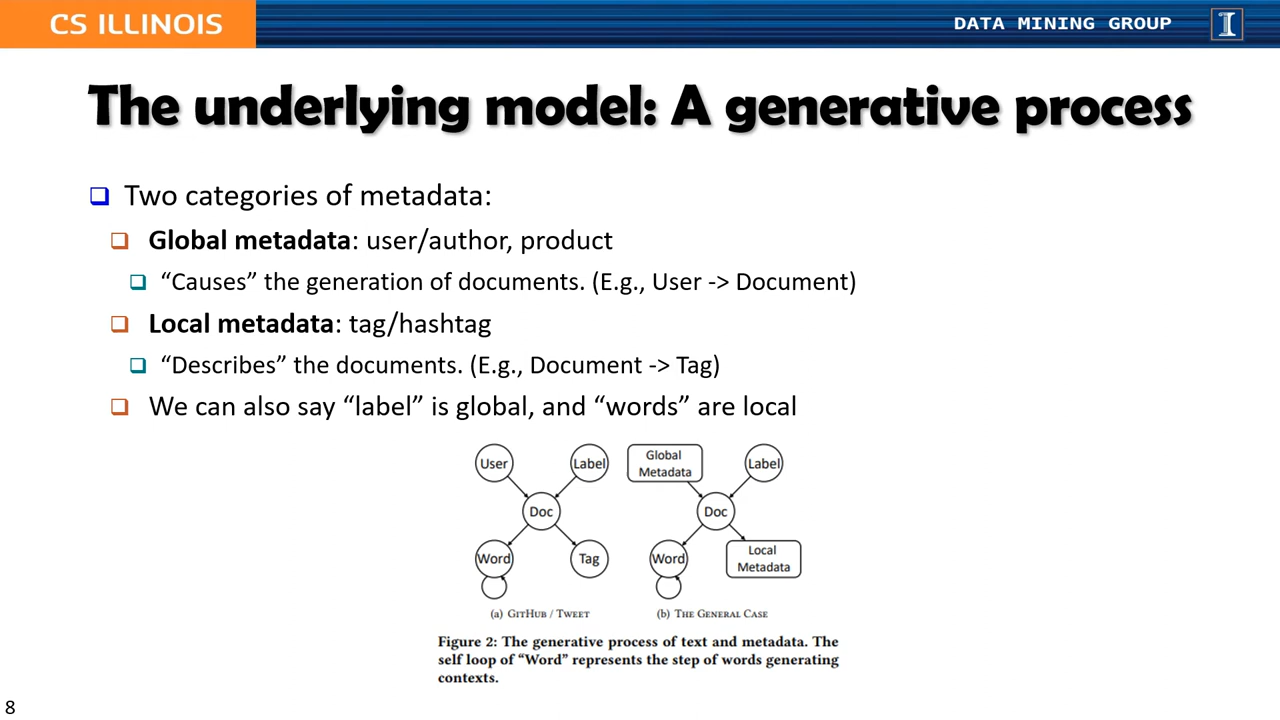 CS ILLINOIS
DATA MINING GROUP
I
The underlying model: A generative process
Two categories of metadata:
Global metadata: user/author, product
“Causes” the generation of documents. (E.g., User -> Document)
Local metadata: tag/hashtag
“Describes” the documents. (E.g., Document -> Tag)
We can also say “label” is global, and “words” are local
User
Label
Doc
Word
Tag
(a) GITHUB / TWEET
Global
Metadata
Label
Doc
Word
Local
Metadata
(b) THE GENERAL CASE
Figure 2: The generative process of text and metadata. The
self loop of “Word” represents the step of words generating
contexts.
8